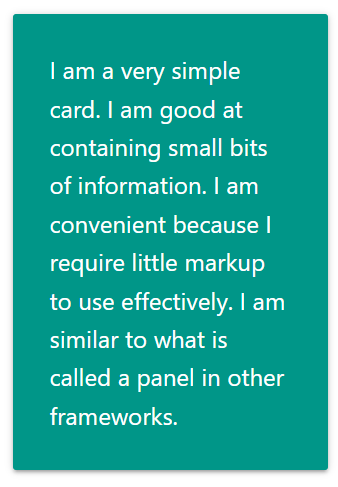 I am a very simple
card. I am good at
containing small bits
of information. I am
convenient because I
require little markup
to use effectively. I am
similar to what is
called a panel in other
frameworks.